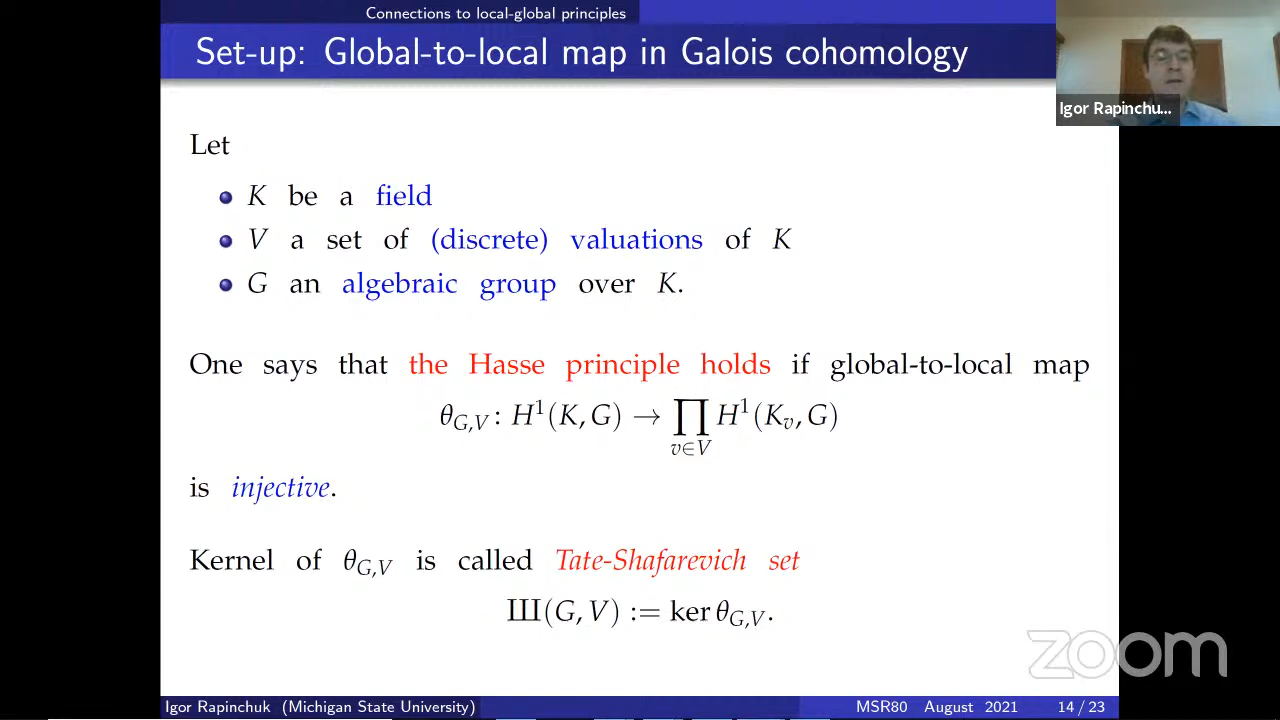 Connections to local-global principles
Set-up: Global-to-local map in Galois cohomology
Igor Rapinchu...
Let
K be a field
V a set of (discrete) valuations of K
G an algebraic group over K.
One says that the Hasse principle holds if global-to-local map
θ_{G,V}: H¹(K, G) → ∏_{v∈V} H¹(K_v, G)
is injective.
Kernel of θ_{G,V} is called Tate-Shafarevich set
Ш(G, V) := ker θ_{G,V}.
zoom
Igor Rapinchuk (Michigan State University) MSR80 August 2021 14 / 23